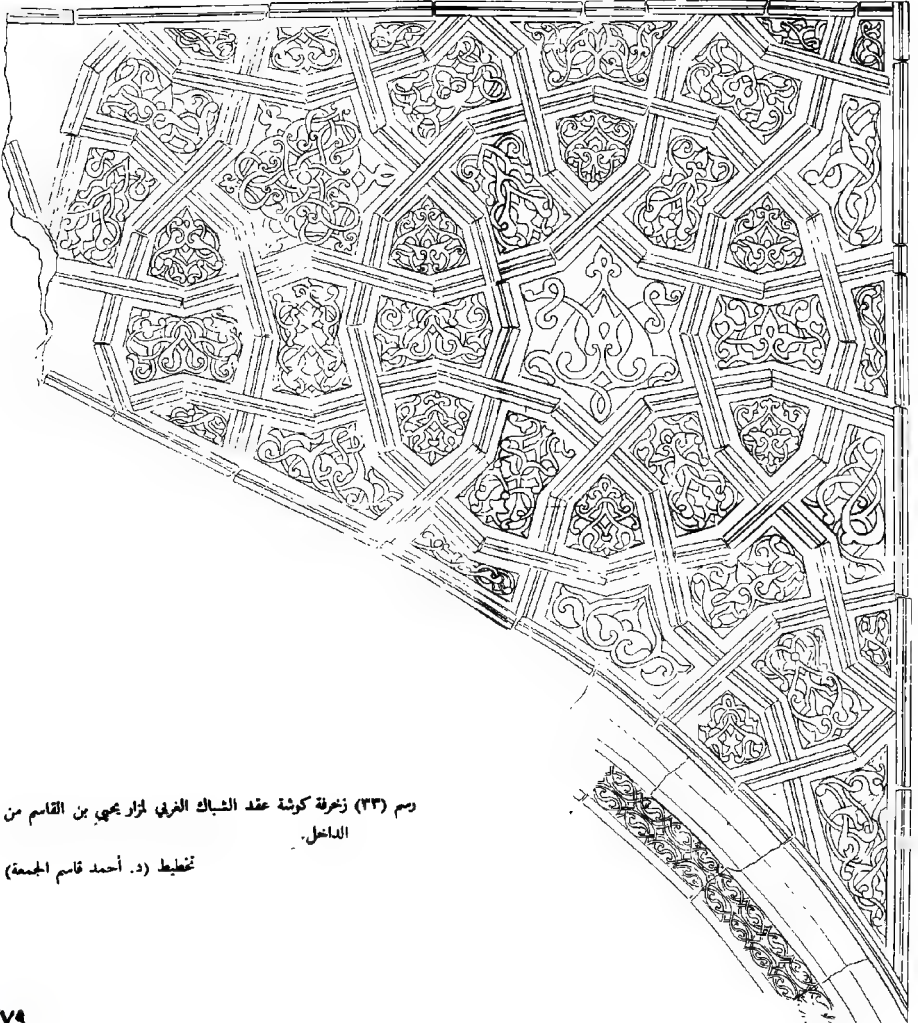 رسم (٣٣) زخرفة كوشة عقد الشباك الغربي لمزار يحيى بن القاسم من
الداخل.
تخطيط (د. أحمد قاسم الجمعة)
٧٩